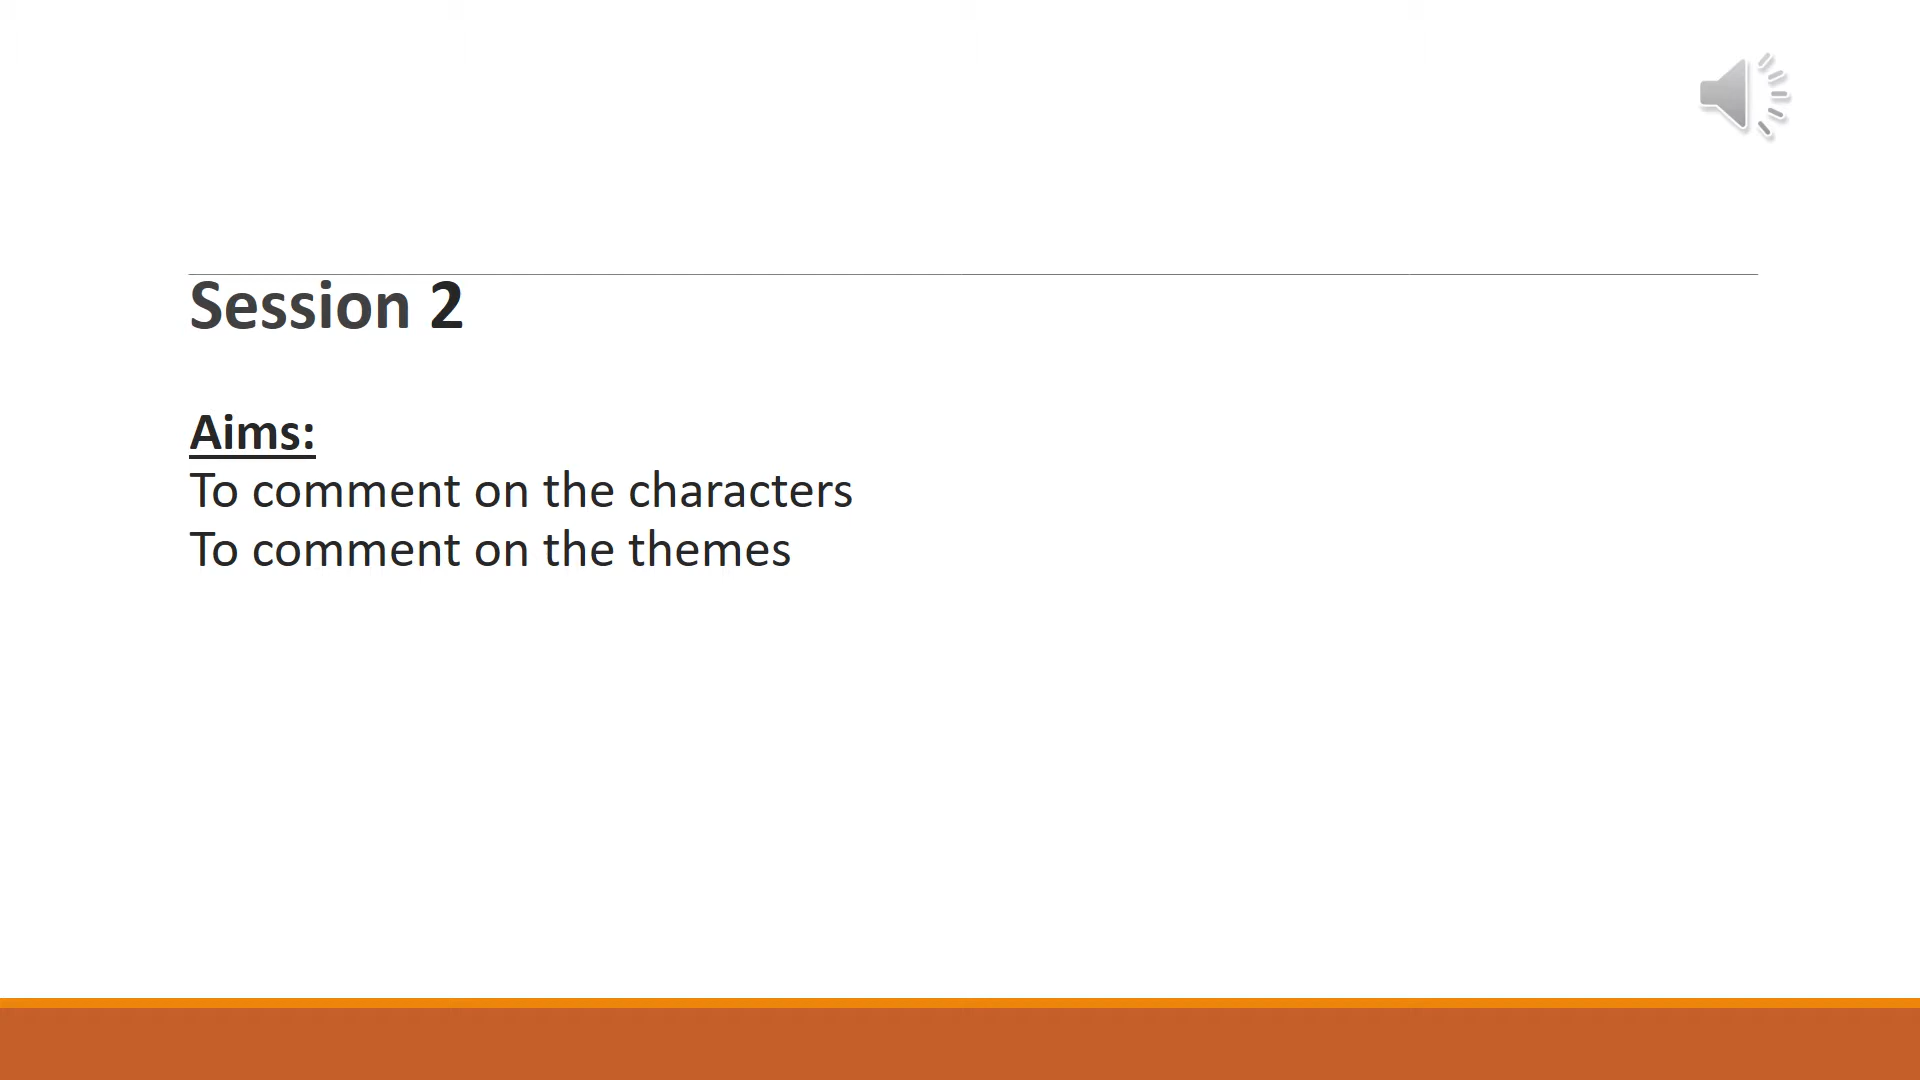 Session 2
Aims:
To comment on the characters
To comment on the themes